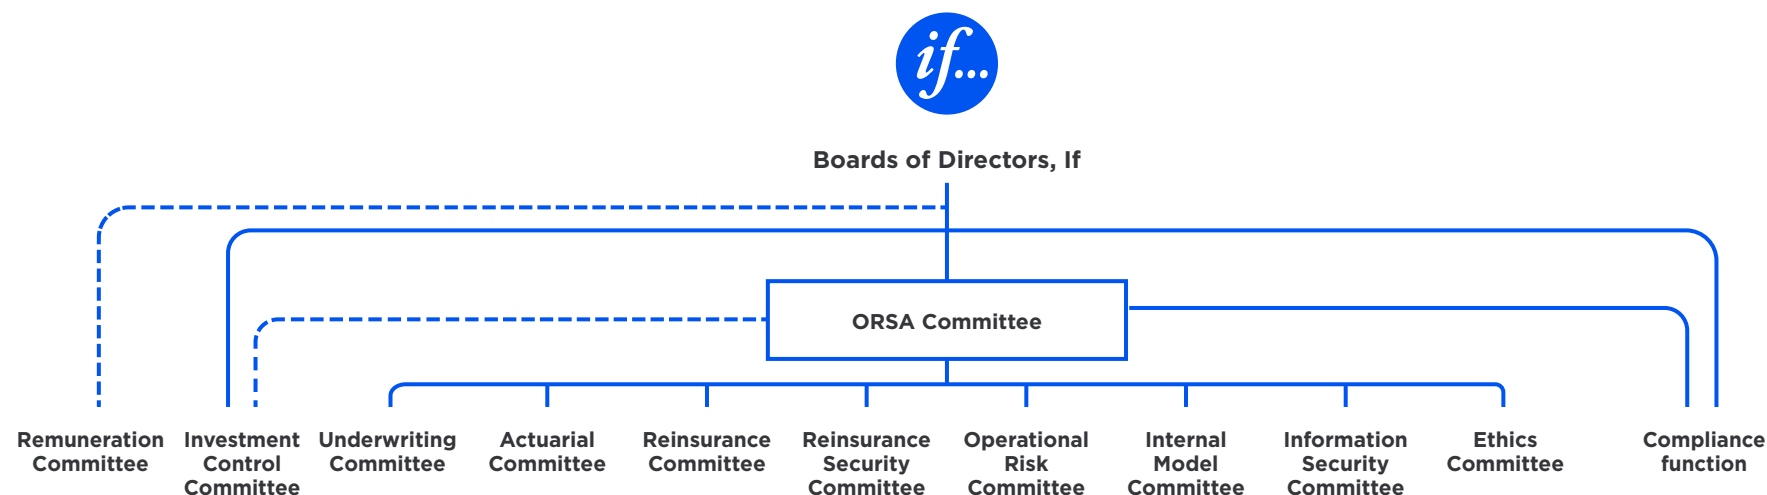 if...
Boards of Directors, If
ORSA Committee
Remuneration
Committee
Investment
Control
Committee
Underwriting
Committee
Actuarial
Committee
Reinsurance
Committee
Reinsurance
Security
Committee
Operational
Risk
Committee
Internal
Model
Committee
Information
Security
Committee
Ethics
Committee
Compliance
function